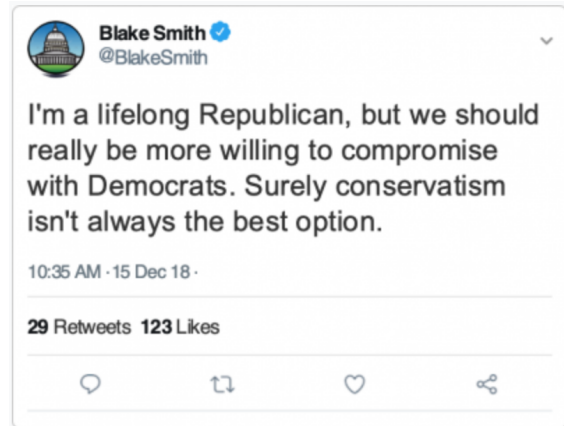 Blake Smith
@BlakeSmith
I'm a lifelong Republican, but we should
really be more willing to compromise
with Democrats. Surely conservatism
isn't always the best option.
10:35 AM · 15 Dec 18 ·
29 Retweets 123 Likes